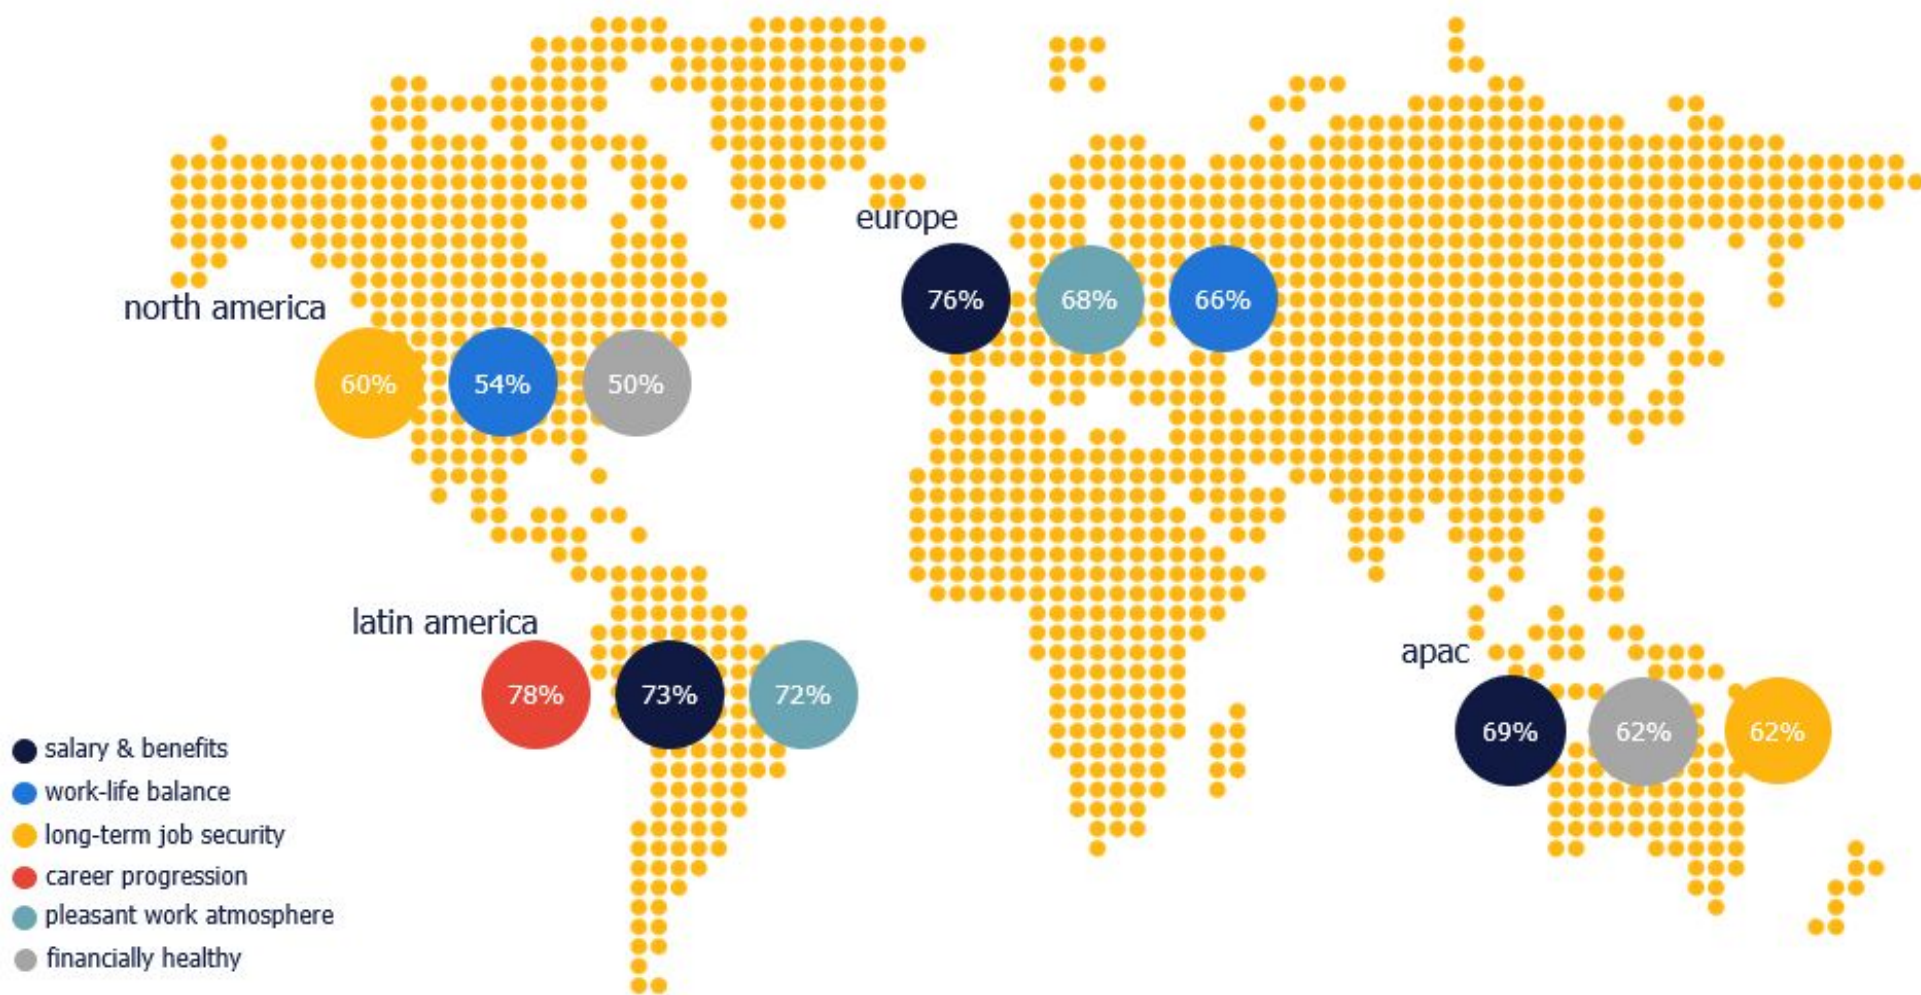 europe
76% 68% 66%
north america
60% 54% 50%
latin america
78% 73% 72%
apac
69% 62% 62%
salary & benefits
work-life balance
long-term job security
career progression
pleasant work atmosphere
financially healthy